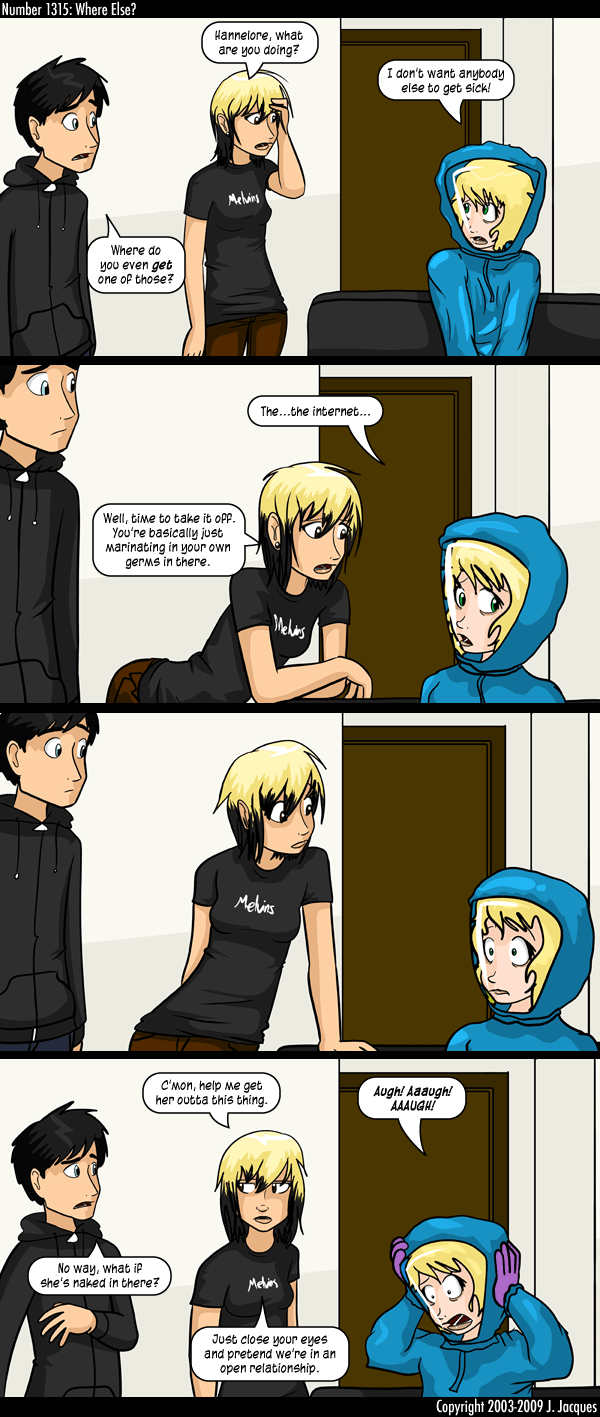 Number 1315: Where Else?
Hannelore, what
are you doing?
I don't want anybody
else to get sick!
Melvins
Where do
you even get
one of those?
The...the internet...
Well, time to take it off.
You're basically just
marinating in your own
germs in there.
Melvins
Melvins
C'mon, help me get
her outta this thing.
Augh! Aaaugh!
AAAUGH!
No way, what if
she's naked in there?
Melvins
Just close your eyes
and pretend we're in an
open relationship.
Copyright 2003-2009 J. Jacques